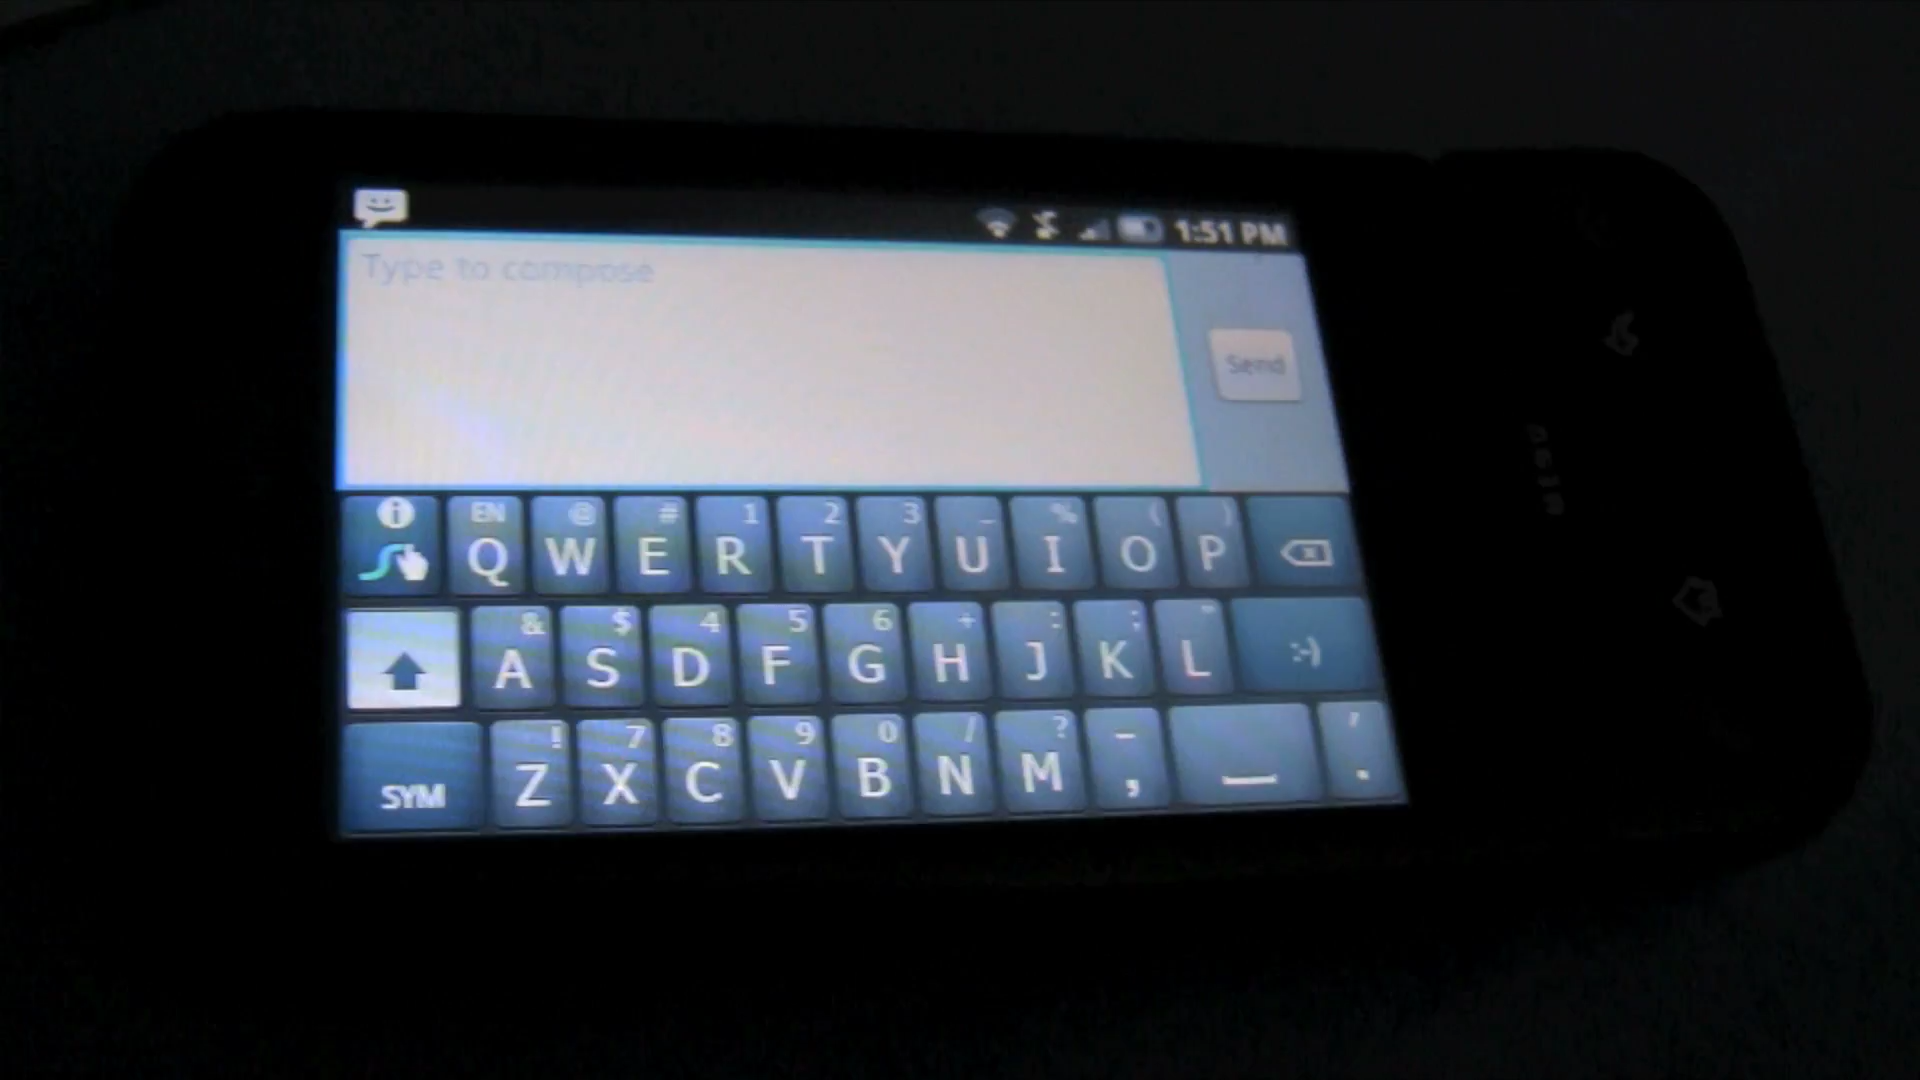 1:51 PM
Type to compose
Send
EN @ # 1 2 3 _ % ( )
Q W E R T Y U I O P
& $ 4 5 6 + : ; "
A S D F G H J K L :-)
! 7 8 9 0 / ? - '
SYM Z X C V B N M , .